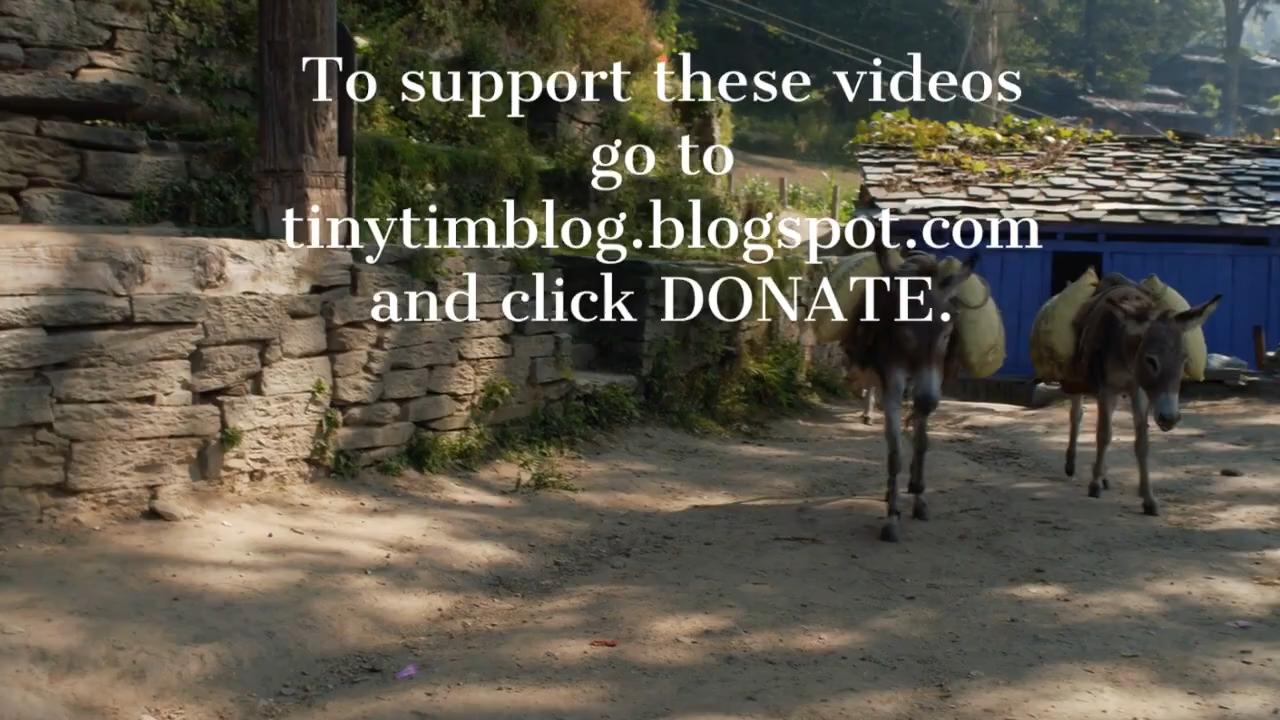 To support these videos
go to
tinytimblog.blogspot.com
and click DONATE.